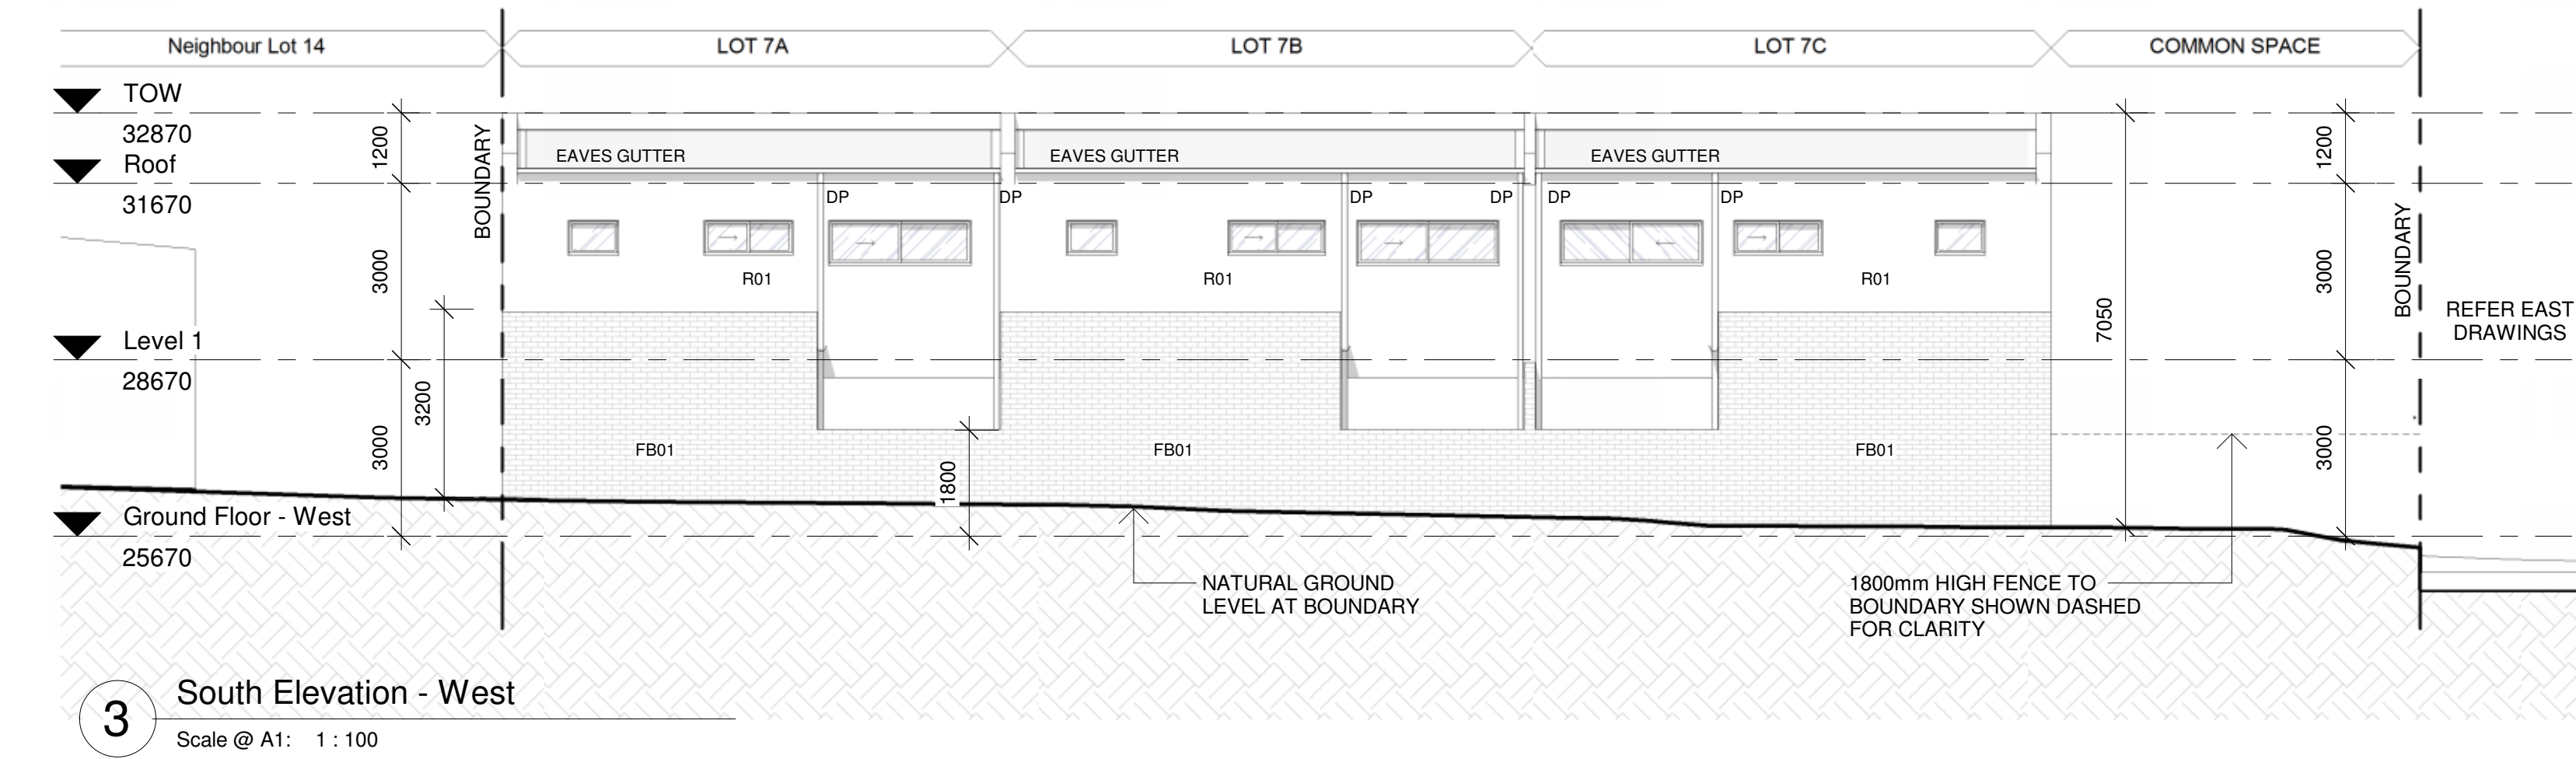 Neighbour Lot 14
LOT 7A
LOT 7B
LOT 7C
COMMON SPACE
TOW
32870
Roof
31670
Level 1
28670
Ground Floor - West
25670
1200
3000
3000
3200
BOUNDARY
EAVES GUTTER
EAVES GUTTER
EAVES GUTTER
DP
DP
DP
DP
DP
DP
R01
R01
R01
FB01
FB01
FB01
1800
7050
1200
3000
3000
BOUNDARY
REFER EAST
DRAWINGS
NATURAL GROUND
LEVEL AT BOUNDARY
1800mm HIGH FENCE TO
BOUNDARY SHOWN DASHED
FOR CLARITY
3
South Elevation - West
Scale @ A1: 1 : 100